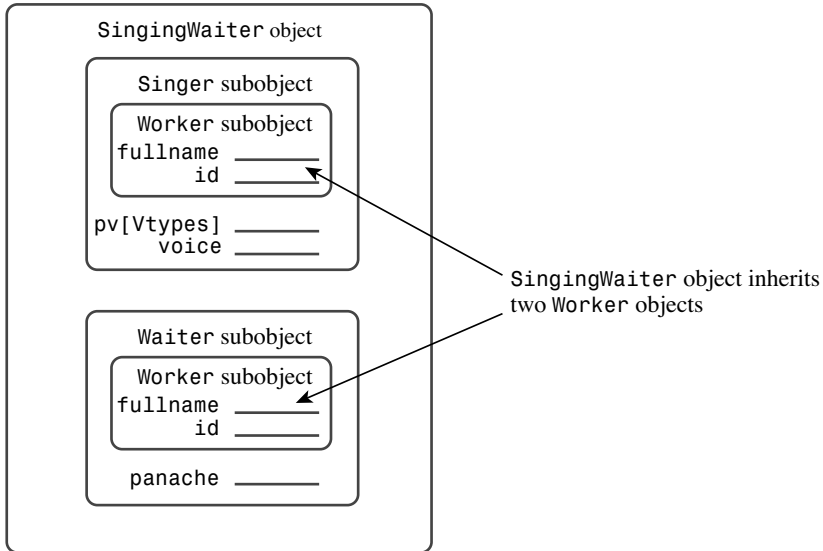 SingingWaiter object
Singer subobject
Worker subobject
fullname
id
pv[Vtypes]
voice
Waiter subobject
Worker subobject
fullname
id
panache
SingingWaiter object inherits
two Worker objects